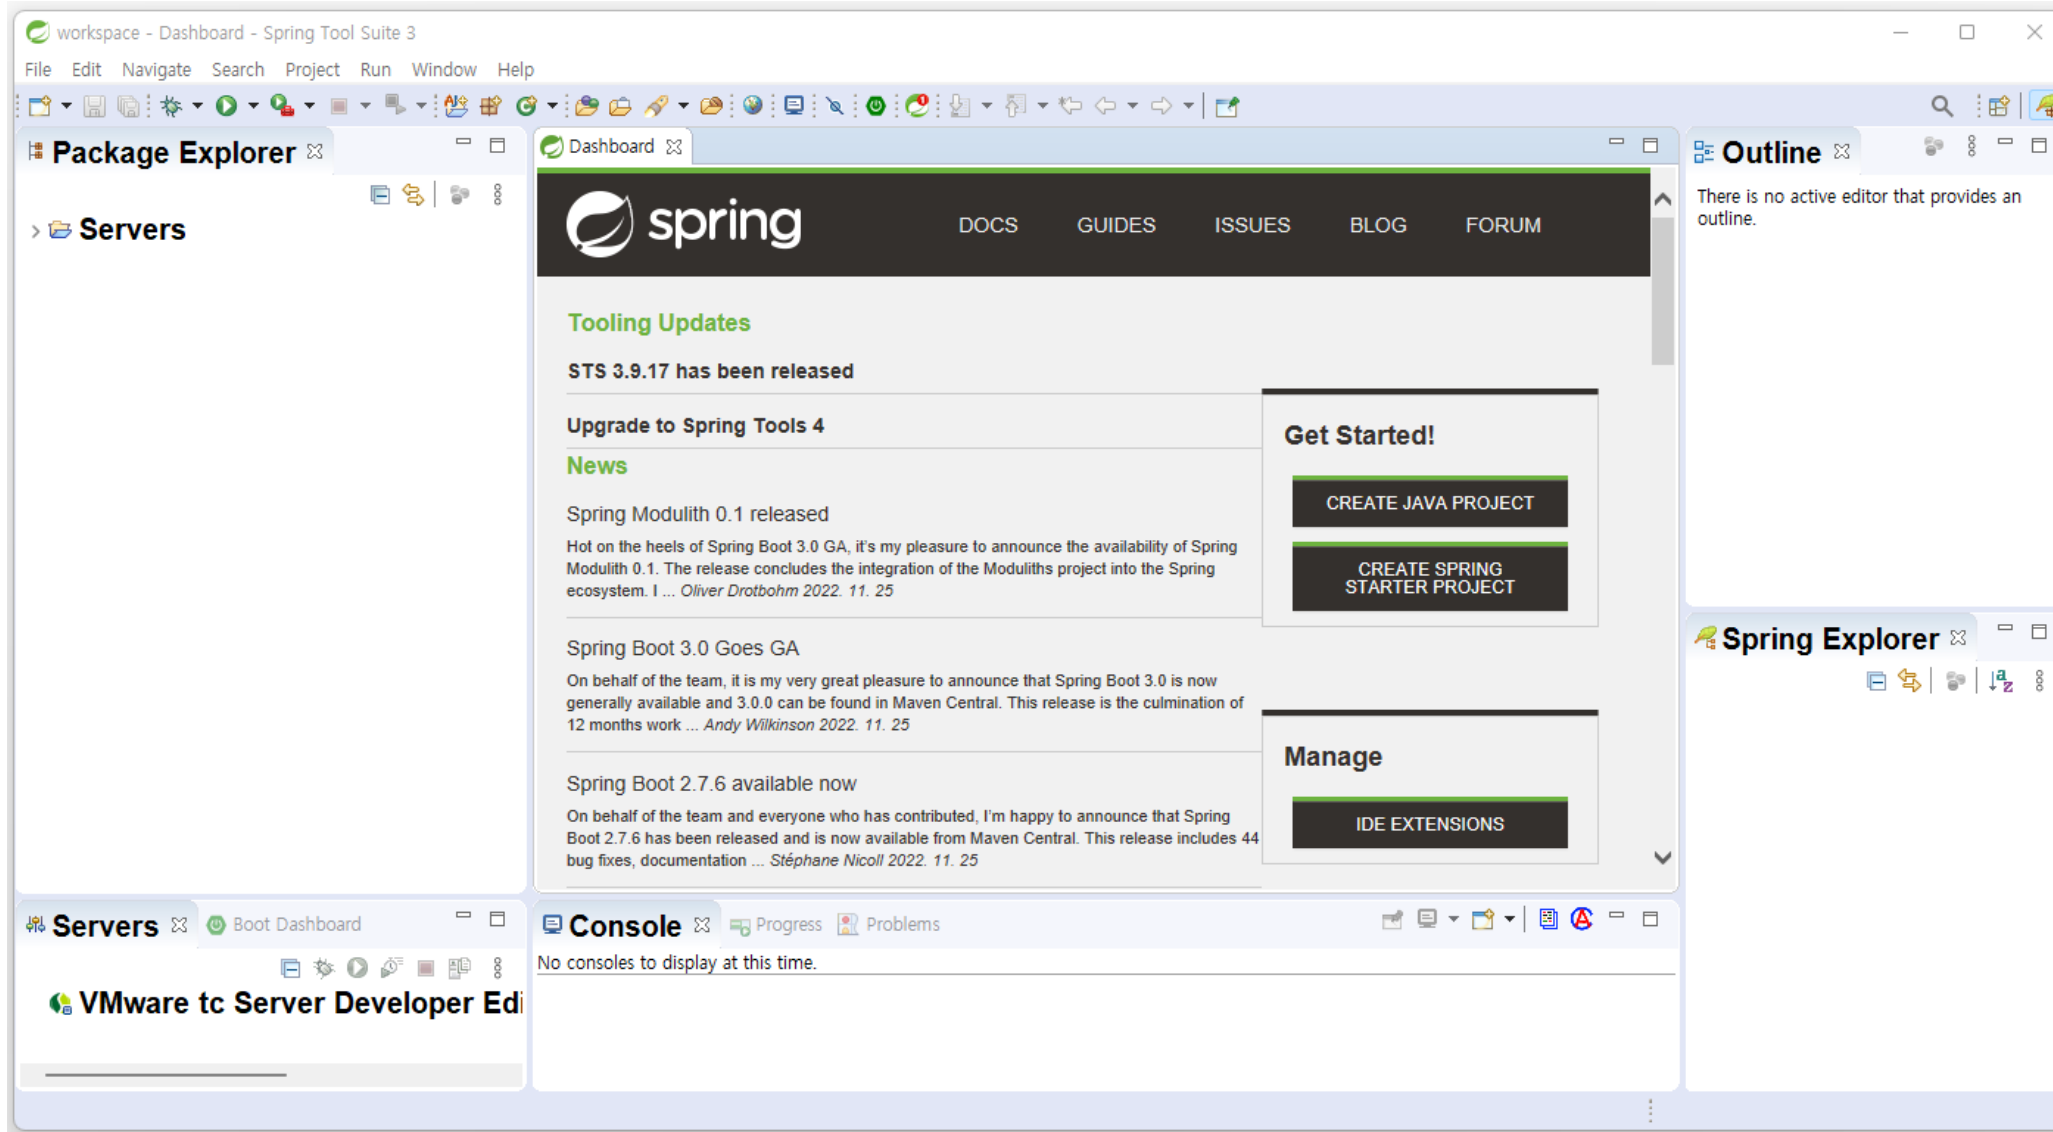 workspace - Dashboard - Spring Tool Suite 3
File Edit Navigate Search Project Run Window Help
Package Explorer
Servers
Dashboard
spring
DOCS GUIDES ISSUES BLOG FORUM
Tooling Updates
STS 3.9.17 has been released
Upgrade to Spring Tools 4
News
Spring Modulith 0.1 released
Hot on the heels of Spring Boot 3.0 GA, it's my pleasure to announce the availability of Spring
Modulith 0.1. The release concludes the integration of the Moduliths project into the Spring
ecosystem. I ... Oliver Drotbohm 2022. 11. 25
Spring Boot 3.0 Goes GA
On behalf of the team, it is my very great pleasure to announce that Spring Boot 3.0 is now
generally available and 3.0.0 can be found in Maven Central. This release is the culmination of
12 months work ... Andy Wilkinson 2022. 11. 25
Spring Boot 2.7.6 available now
On behalf of the team and everyone who has contributed, I'm happy to announce that Spring
Boot 2.7.6 has been released and is now available from Maven Central. This release includes 44
bug fixes, documentation ... Stéphane Nicoll 2022. 11. 25
Get Started!
CREATE JAVA PROJECT
CREATE SPRING
STARTER PROJECT
Manage
IDE EXTENSIONS
Outline
There is no active editor that provides an
outline.
Spring Explorer
Servers Boot Dashboard
VMware tc Server Developer Edi
Console Progress Problems
No consoles to display at this time.